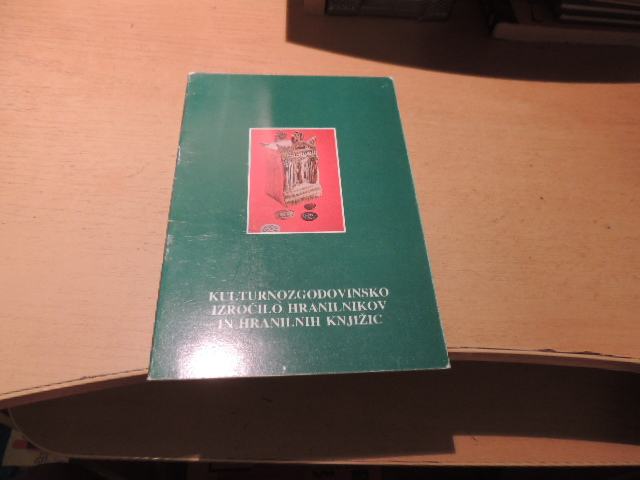 KULTURNOZGODOVINSKO
IZROČILO HRANILNIKOV
IN HRANILNIH KNJIŽIC